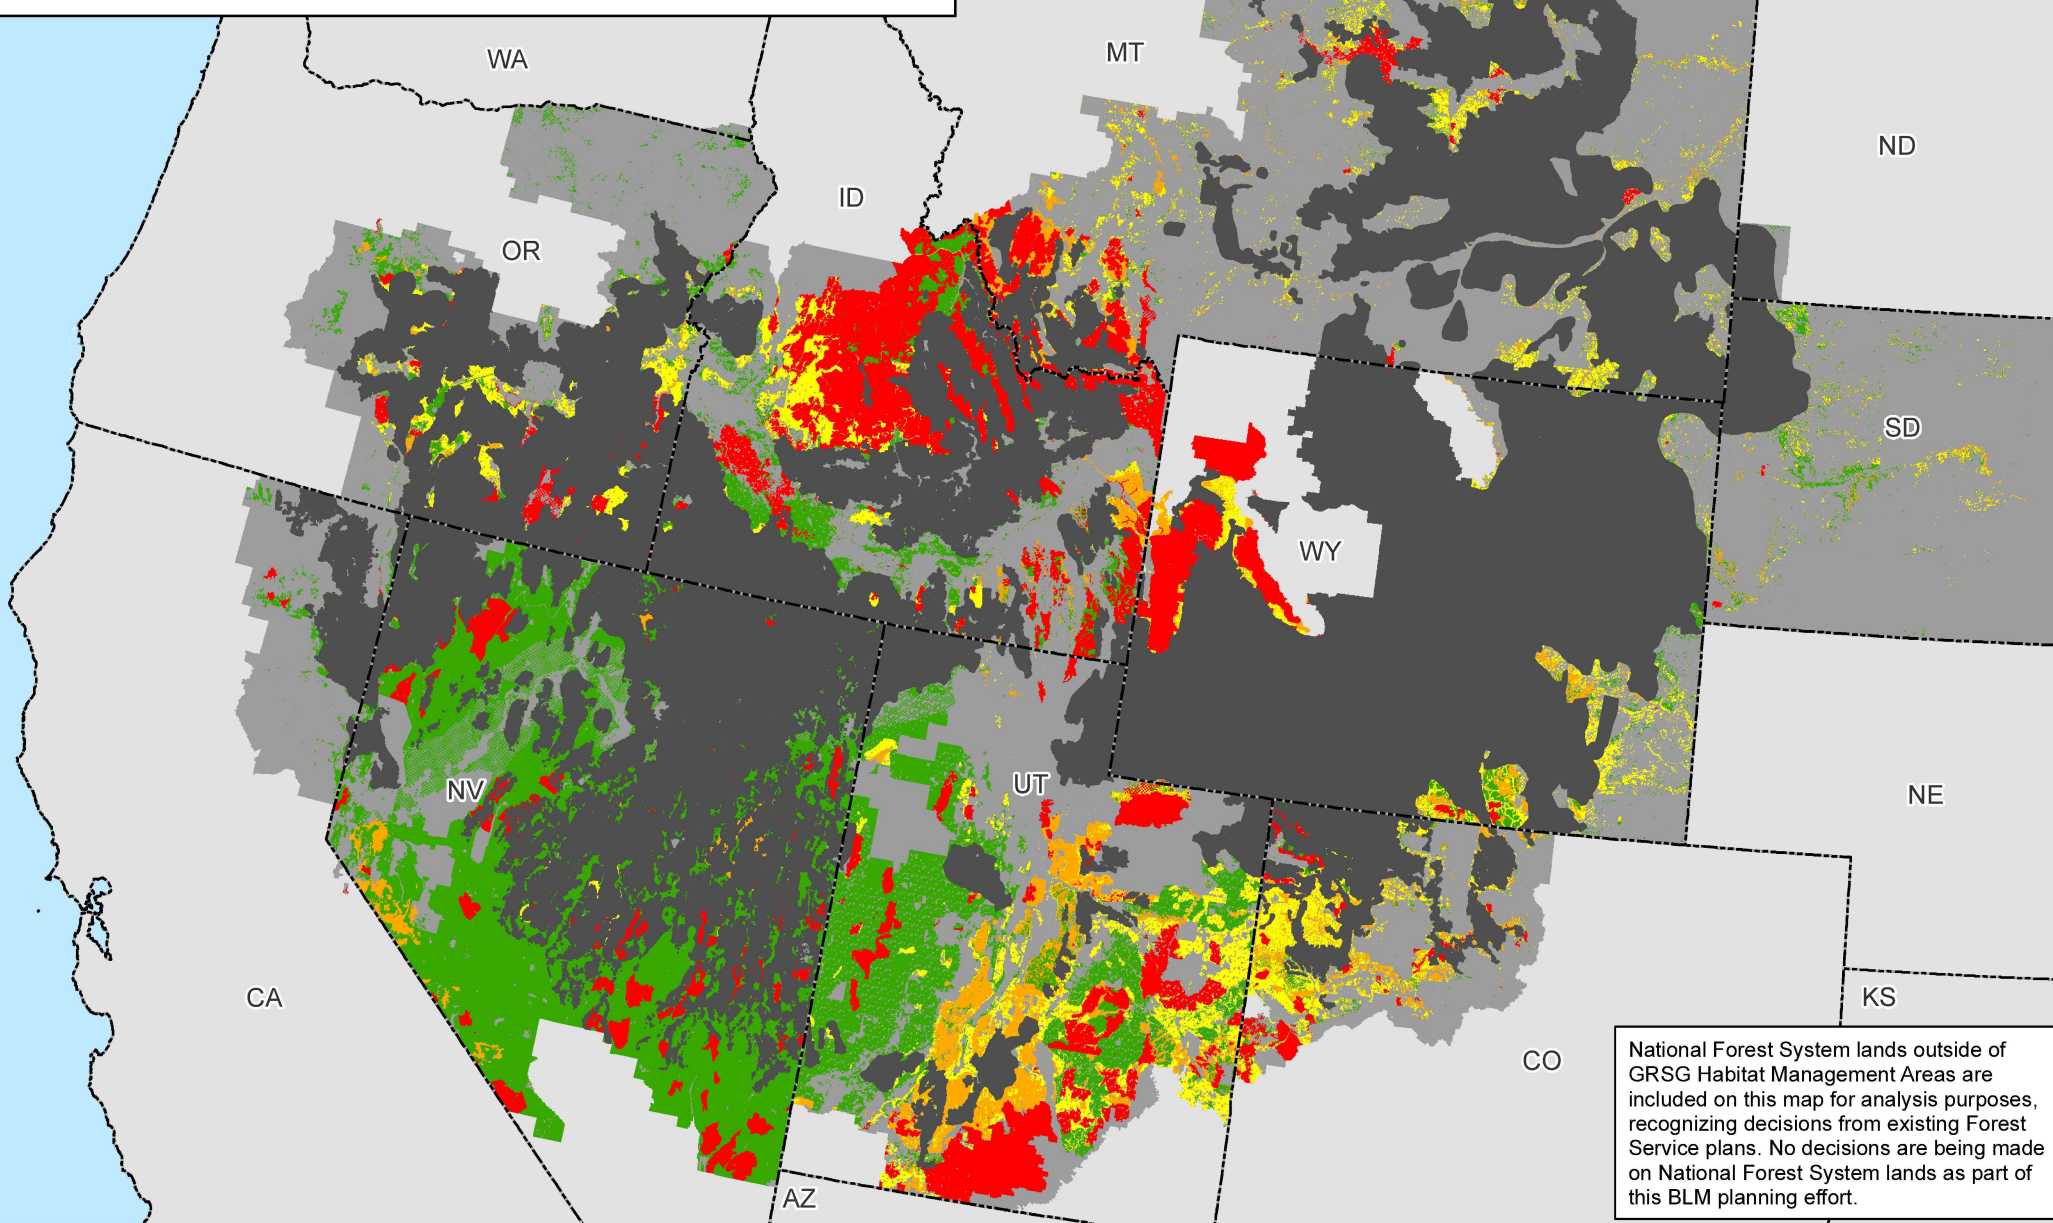 WA
MT
ND
ID
OR
SD
WY
UT
NV
NE
CA
KS
CO
AZ
National Forest System lands outside of
GRSG Habitat Management Areas are
included on this map for analysis purposes,
recognizing decisions from existing Forest
Service plans. No decisions are being made
on National Forest System lands as part of
this BLM planning effort.